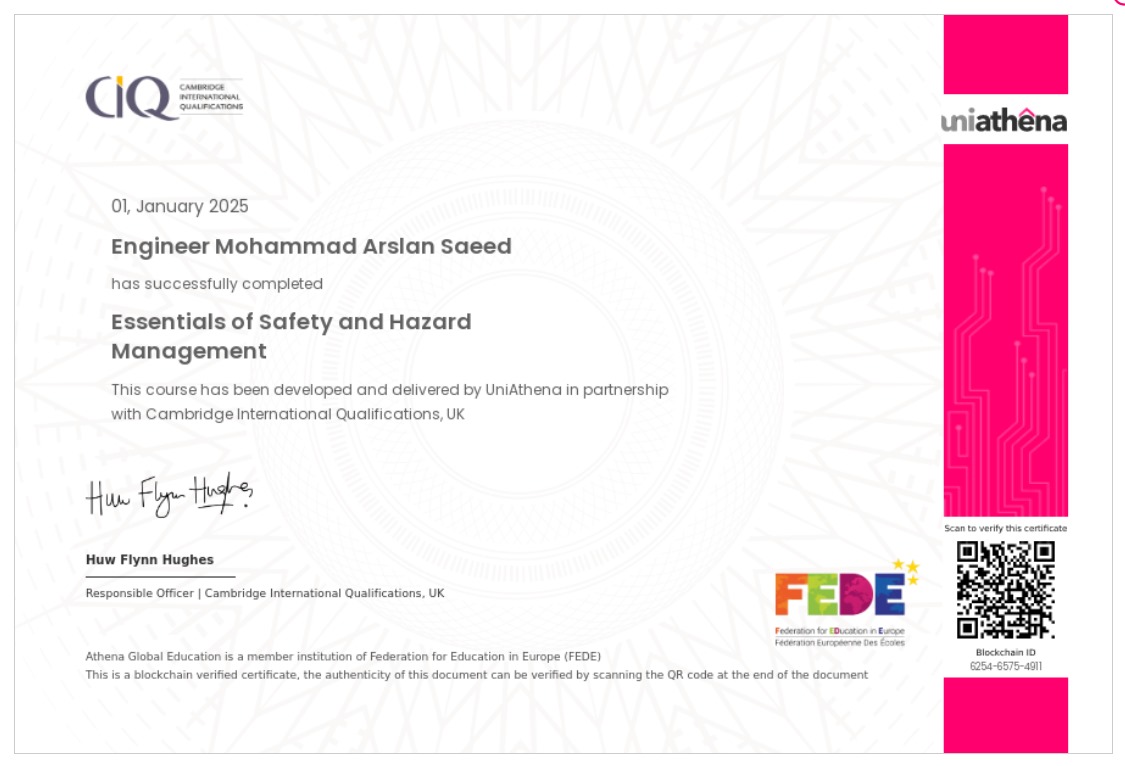 CIQ
CAMBRIDGE
INTERNATIONAL
QUALIFICATIONS
uniathêna
01, January 2025
Engineer Mohammad Arslan Saeed
has successfully completed
Essentials of Safety and Hazard
Management
This course has been developed and delivered by UniAthena in partnership
with Cambridge International Qualifications, UK
Huw Flynn Hughes
Huw Flynn Hughes
Responsible Officer | Cambridge International Qualifications, UK
FEDE
Federation for EDucation in Europe
Fédération Européenne Des Écoles
Scan to verify this certificate
Blockchain ID
6254-6575-4911
Athena Global Education is a member institution of Federation for Education in Europe (FEDE)
This is a blockchain verified certificate, the authenticity of this document can be verified by scanning the QR code at the end of the document